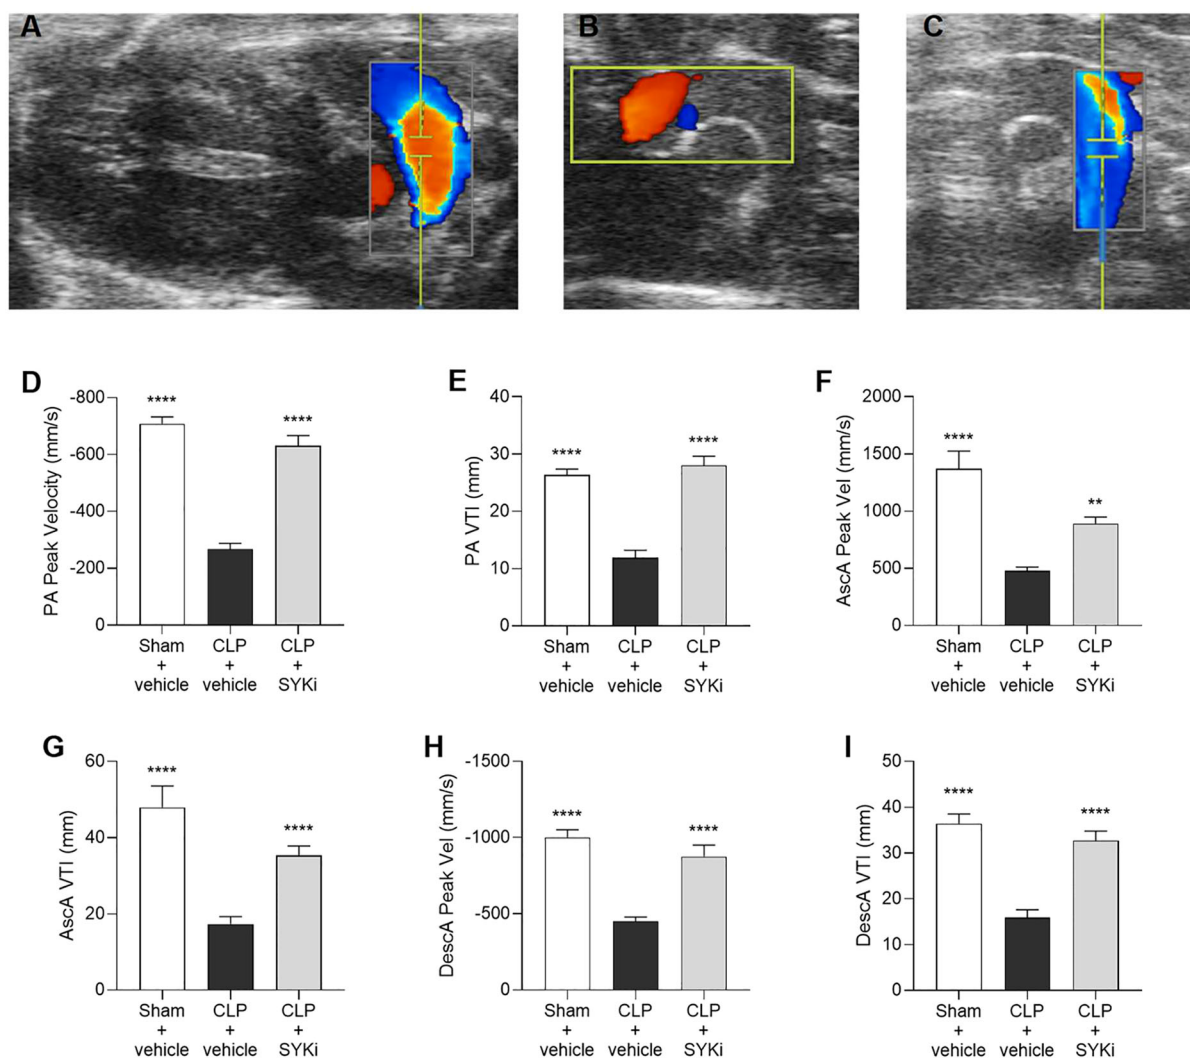 A
B
C
D
PA Peak Velocity (mm/s)
-800
-600
-400
-200
0
****
****
Sham
+
vehicle
CLP
+
vehicle
CLP
+
SYKi
E
PA VTI (mm)
40
30
20
10
0
****
****
Sham
+
vehicle
CLP
+
vehicle
CLP
+
SYKi
F
AscA Peak Vel (mm/s)
2000
1500
1000
500
0
****
**
Sham
+
vehicle
CLP
+
vehicle
CLP
+
SYKi
G
AscA VTI (mm)
60
40
20
0
****
****
Sham
+
vehicle
CLP
+
vehicle
CLP
+
SYKi
H
DescA Peak Vel (mm/s)
-1500
-1000
-500
0
****
****
Sham
+
vehicle
CLP
+
vehicle
CLP
+
SYKi
I
DescA VTI (mm)
50
40
30
20
10
0
****
****
Sham
+
vehicle
CLP
+
vehicle
CLP
+
SYKi